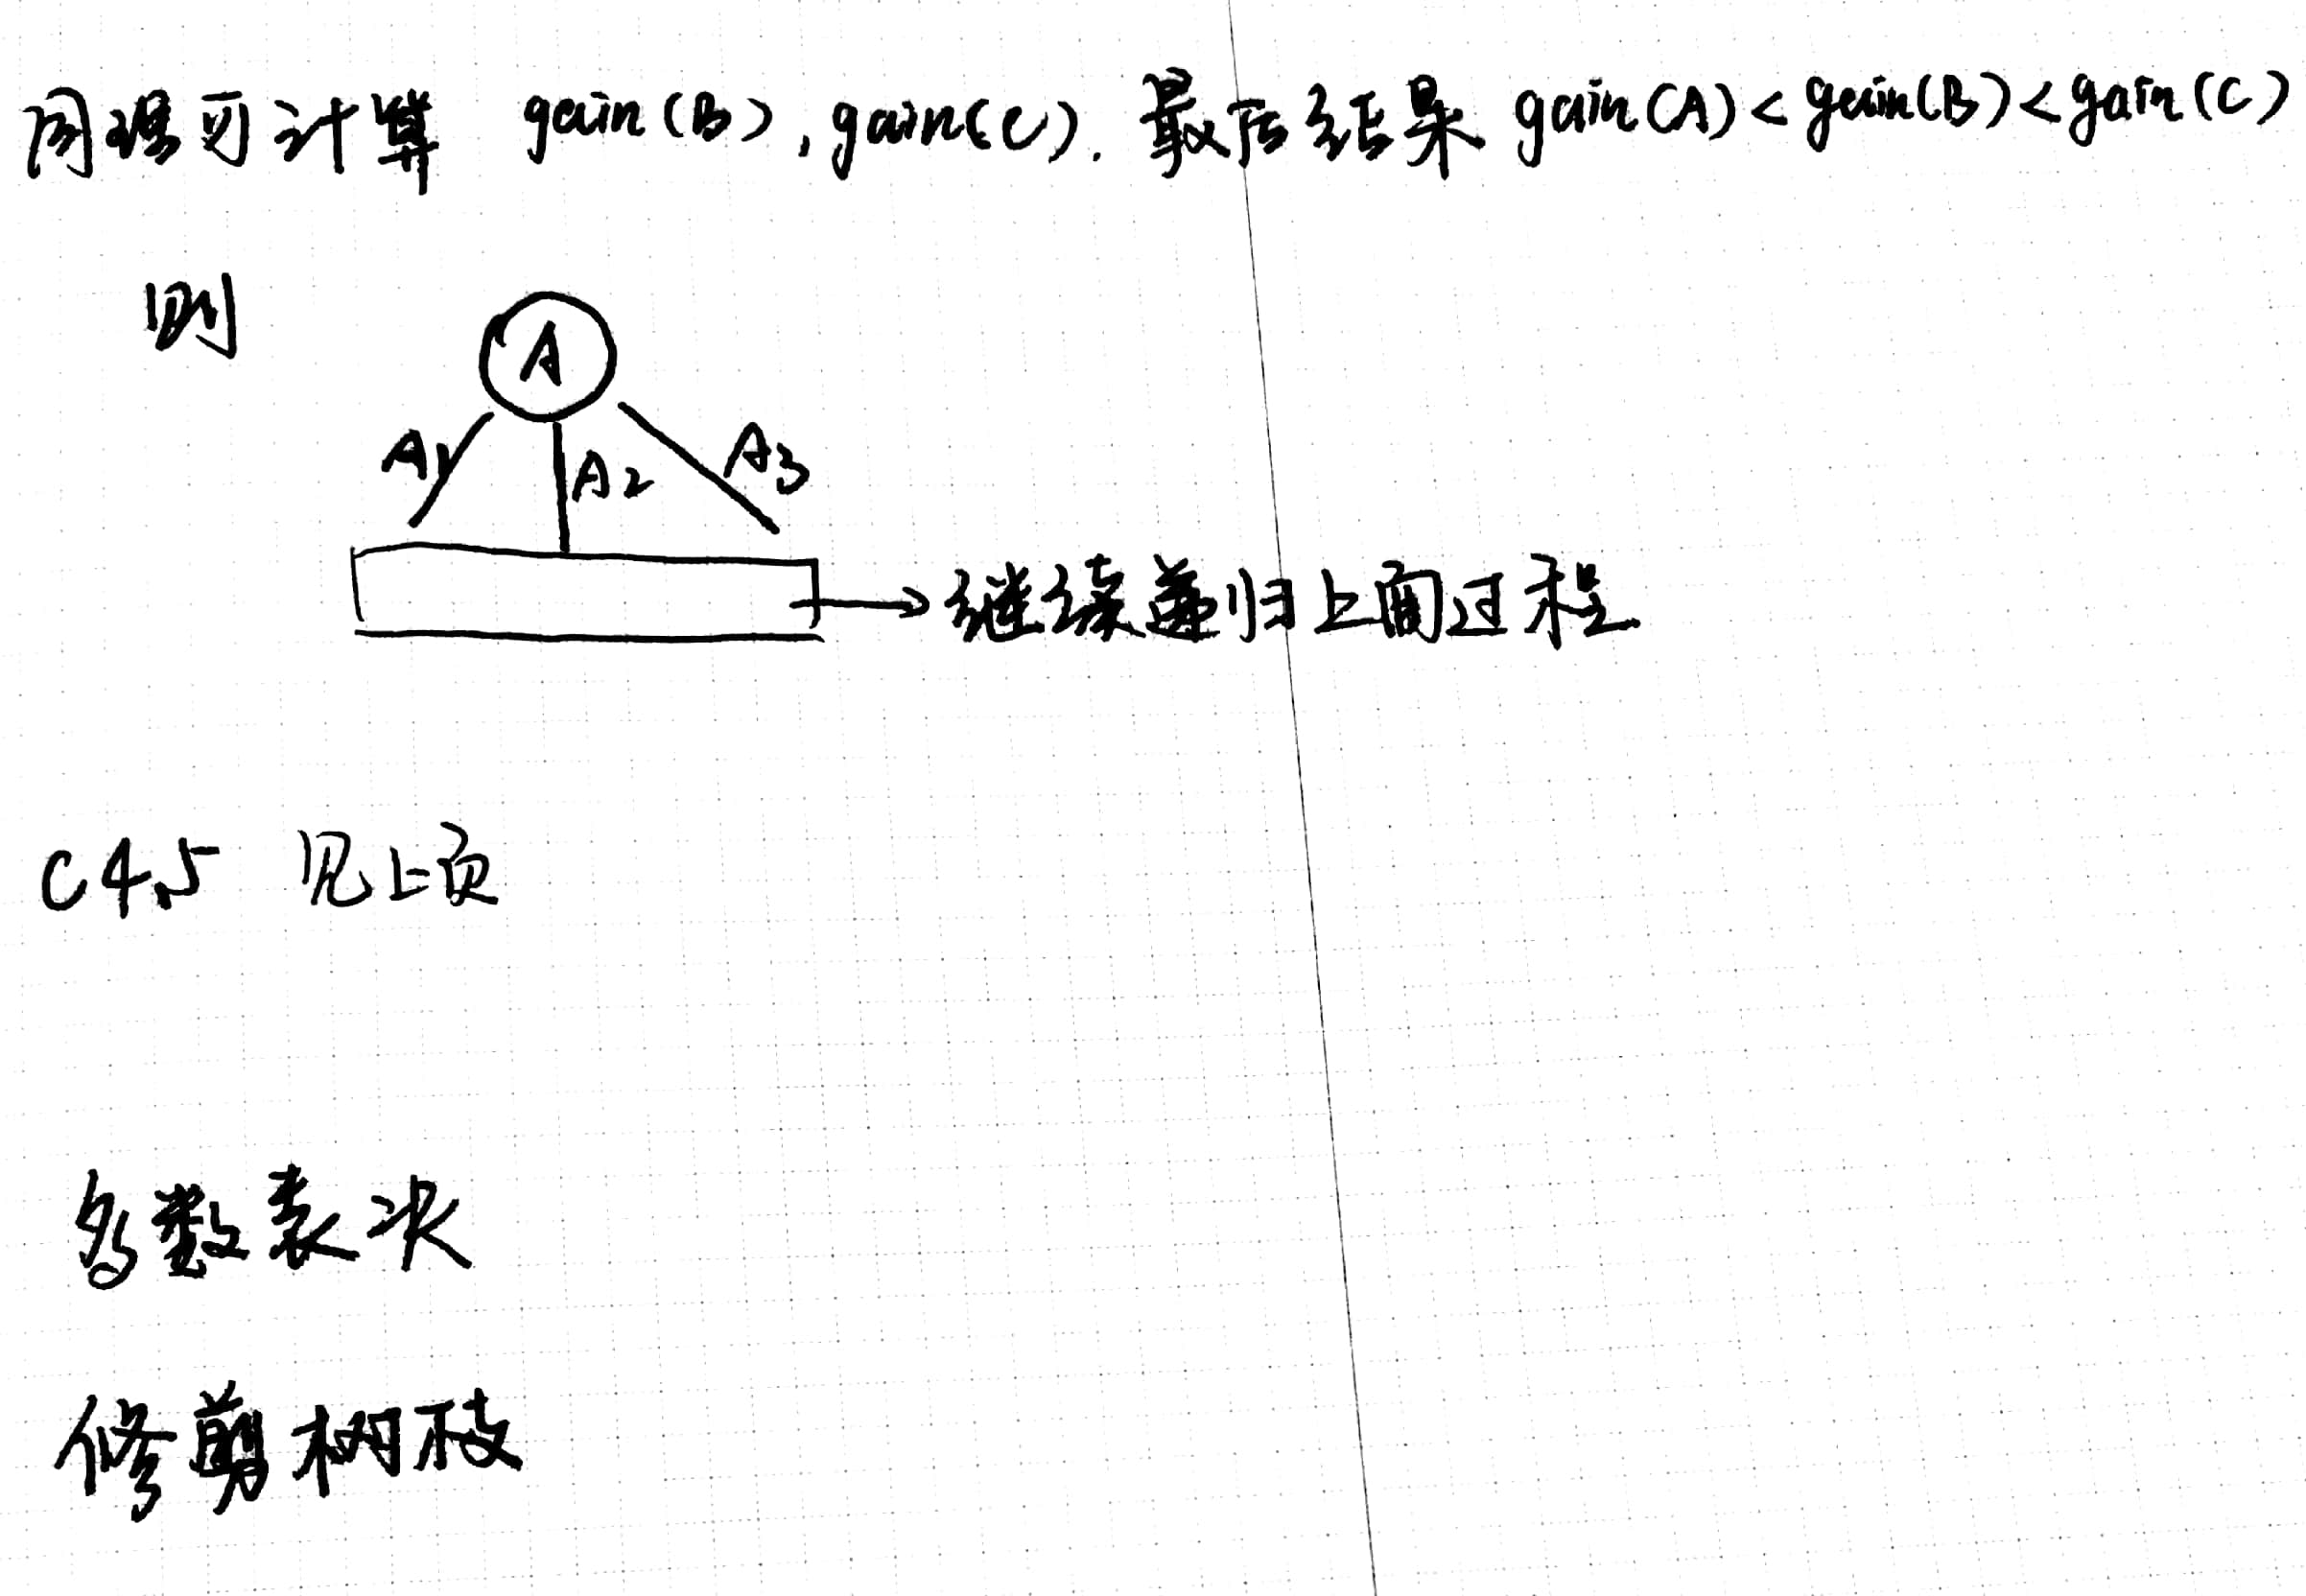 同理可计算 gain(B),gain(C). 最后结果 gain(A)<gain(B)<gain(C)
则
A
A1 A2 A3
→继续递归上面过程
C4.5 见上页
多数表决
修剪树枝